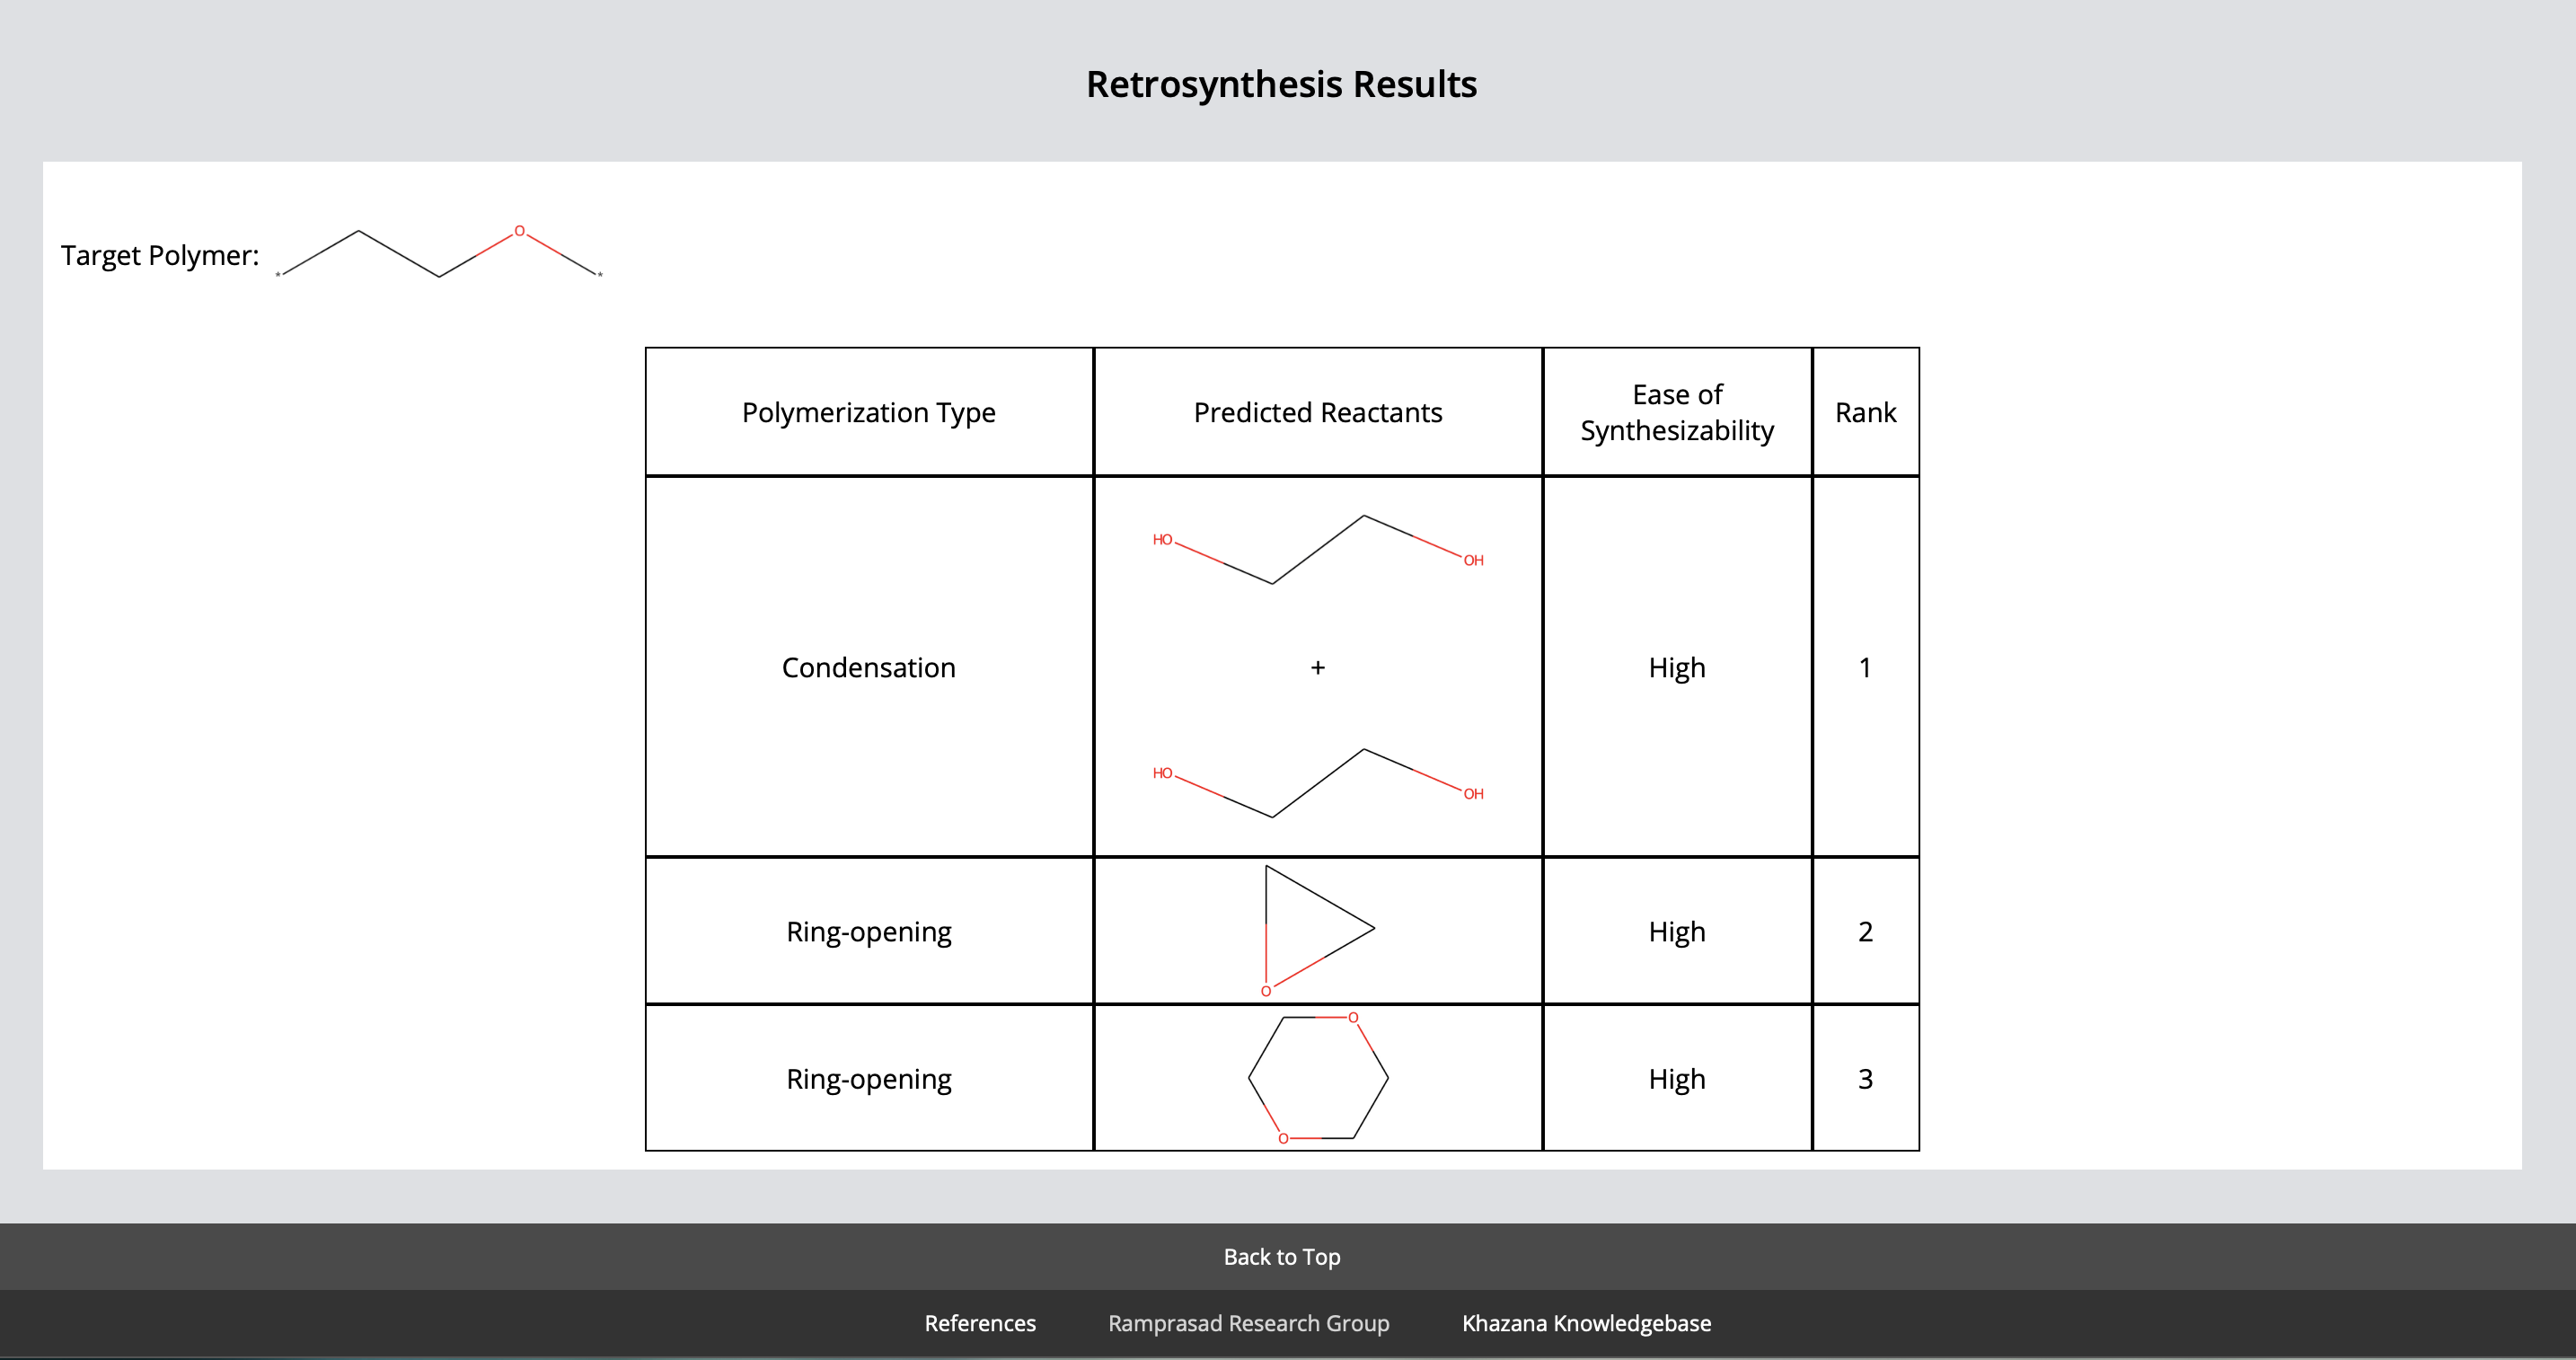 Retrosynthesis Results
Target Polymer:
* O *
Polymerization Type
Predicted Reactants
Ease of
Synthesizability
Rank
Condensation
HO OH
+
HO OH
High
1
Ring-opening
O
High
2
Ring-opening
O
O
High
3
Back to Top
References Ramprasad Research Group Khazana Knowledgebase